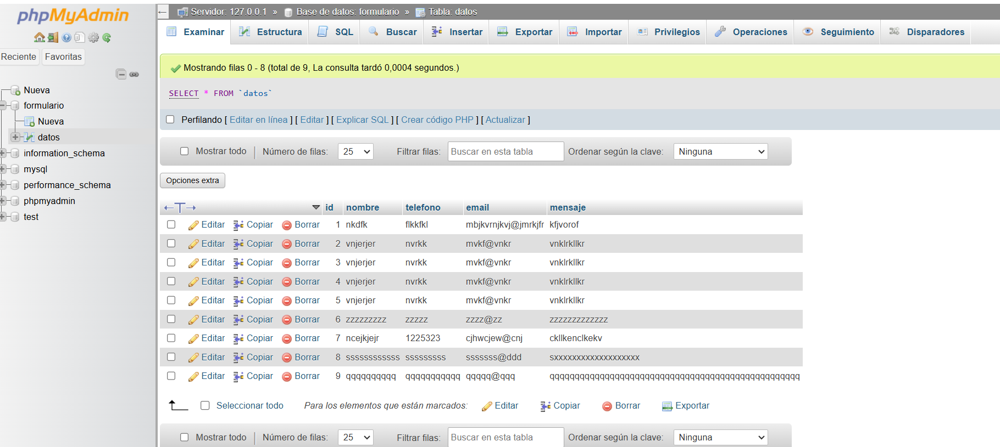 phpMyAdmin
Reciente Favoritas
Nueva
formulario
Nueva
datos
information_schema
mysql
performance_schema
phpmyadmin
test
Servidor: 127.0.0.1 » Base de datos: formulario » Tabla: datos
Examinar Estructura SQL Buscar Insertar Exportar Importar Privilegios Operaciones Seguimiento Disparadores
Mostrando filas 0 - 8 (total de 9, La consulta tardó 0,0004 segundos.)
SELECT * FROM `datos`
Perfilando [ Editar en línea ] [ Editar ] [ Explicar SQL ] [ Crear código PHP ] [ Actualizar ]
Mostrar todo Número de filas: 25 Filtrar filas: Buscar en esta tabla Ordenar según la clave: Ninguna
Opciones extra
←T→ id nombre telefono email mensaje
Editar Copiar Borrar 1 nkdfk flkkfkl mbjkvrnjkvj@jmrkjfr kfjvorof
Editar Copiar Borrar 2 vnjerjer nvrkk mvkf@vnkr vnklrkllkr
Editar Copiar Borrar 3 vnjerjer nvrkk mvkf@vnkr vnklrkllkr
Editar Copiar Borrar 4 vnjerjer nvrkk mvkf@vnkr vnklrkllkr
Editar Copiar Borrar 5 vnjerjer nvrkk mvkf@vnkr vnklrkllkr
Editar Copiar Borrar 6 zzzzzzzzz zzzzz zzzz@zz zzzzzzzzzzzzz
Editar Copiar Borrar 7 ncejkjejr 1225323 cjhwcjew@cnj ckllkenclkekv
Editar Copiar Borrar 8 ssssssssssss sssssssss sssssss@ddd sxxxxxxxxxxxxxxxxxxx
Editar Copiar Borrar 9 qqqqqqqqqq qqqqqqqqqqq qqqqq@qqq qqqqqqqqqqqqqqqqqqqqqqqqqqqqqqqqqqqqqqqqqqqqqqqqqq
Seleccionar todo Para los elementos que están marcados: Editar Copiar Borrar Exportar
Mostrar todo Número de filas: 25 Filtrar filas: Buscar en esta tabla Ordenar según la clave: Ninguna